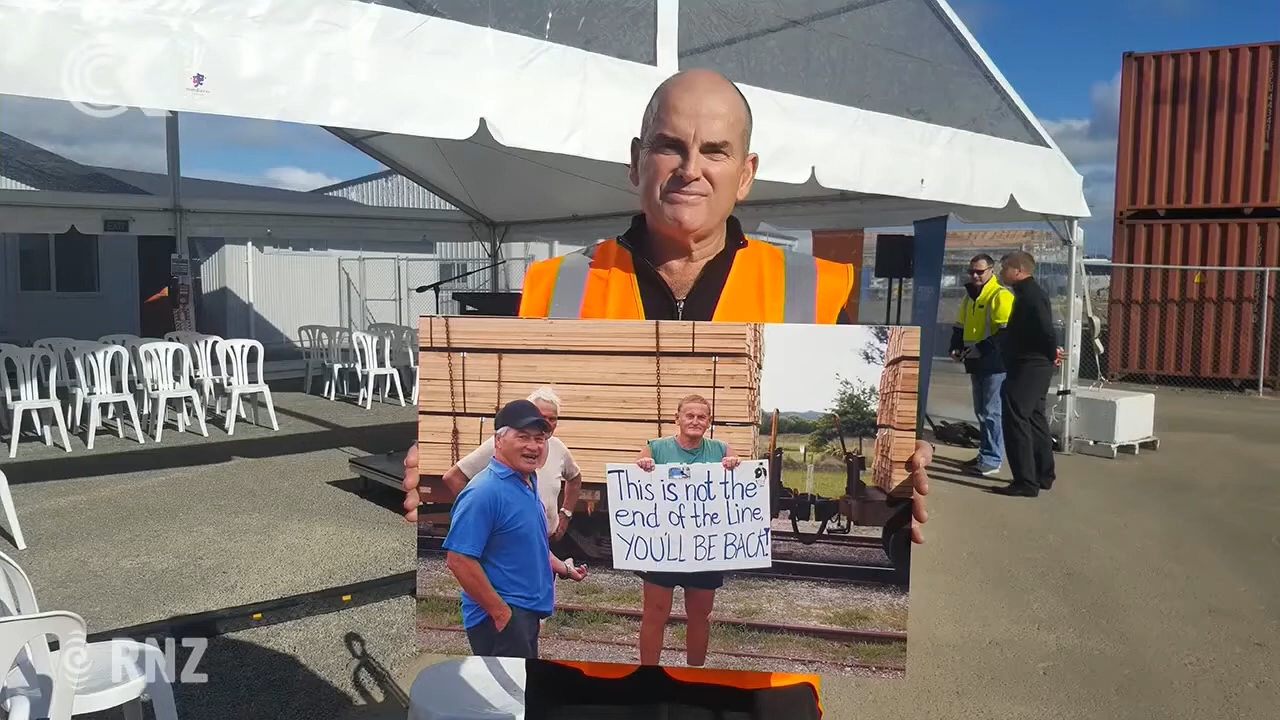 This is not the
end of the Line,
YOU'LL BE BACK!
RNZ